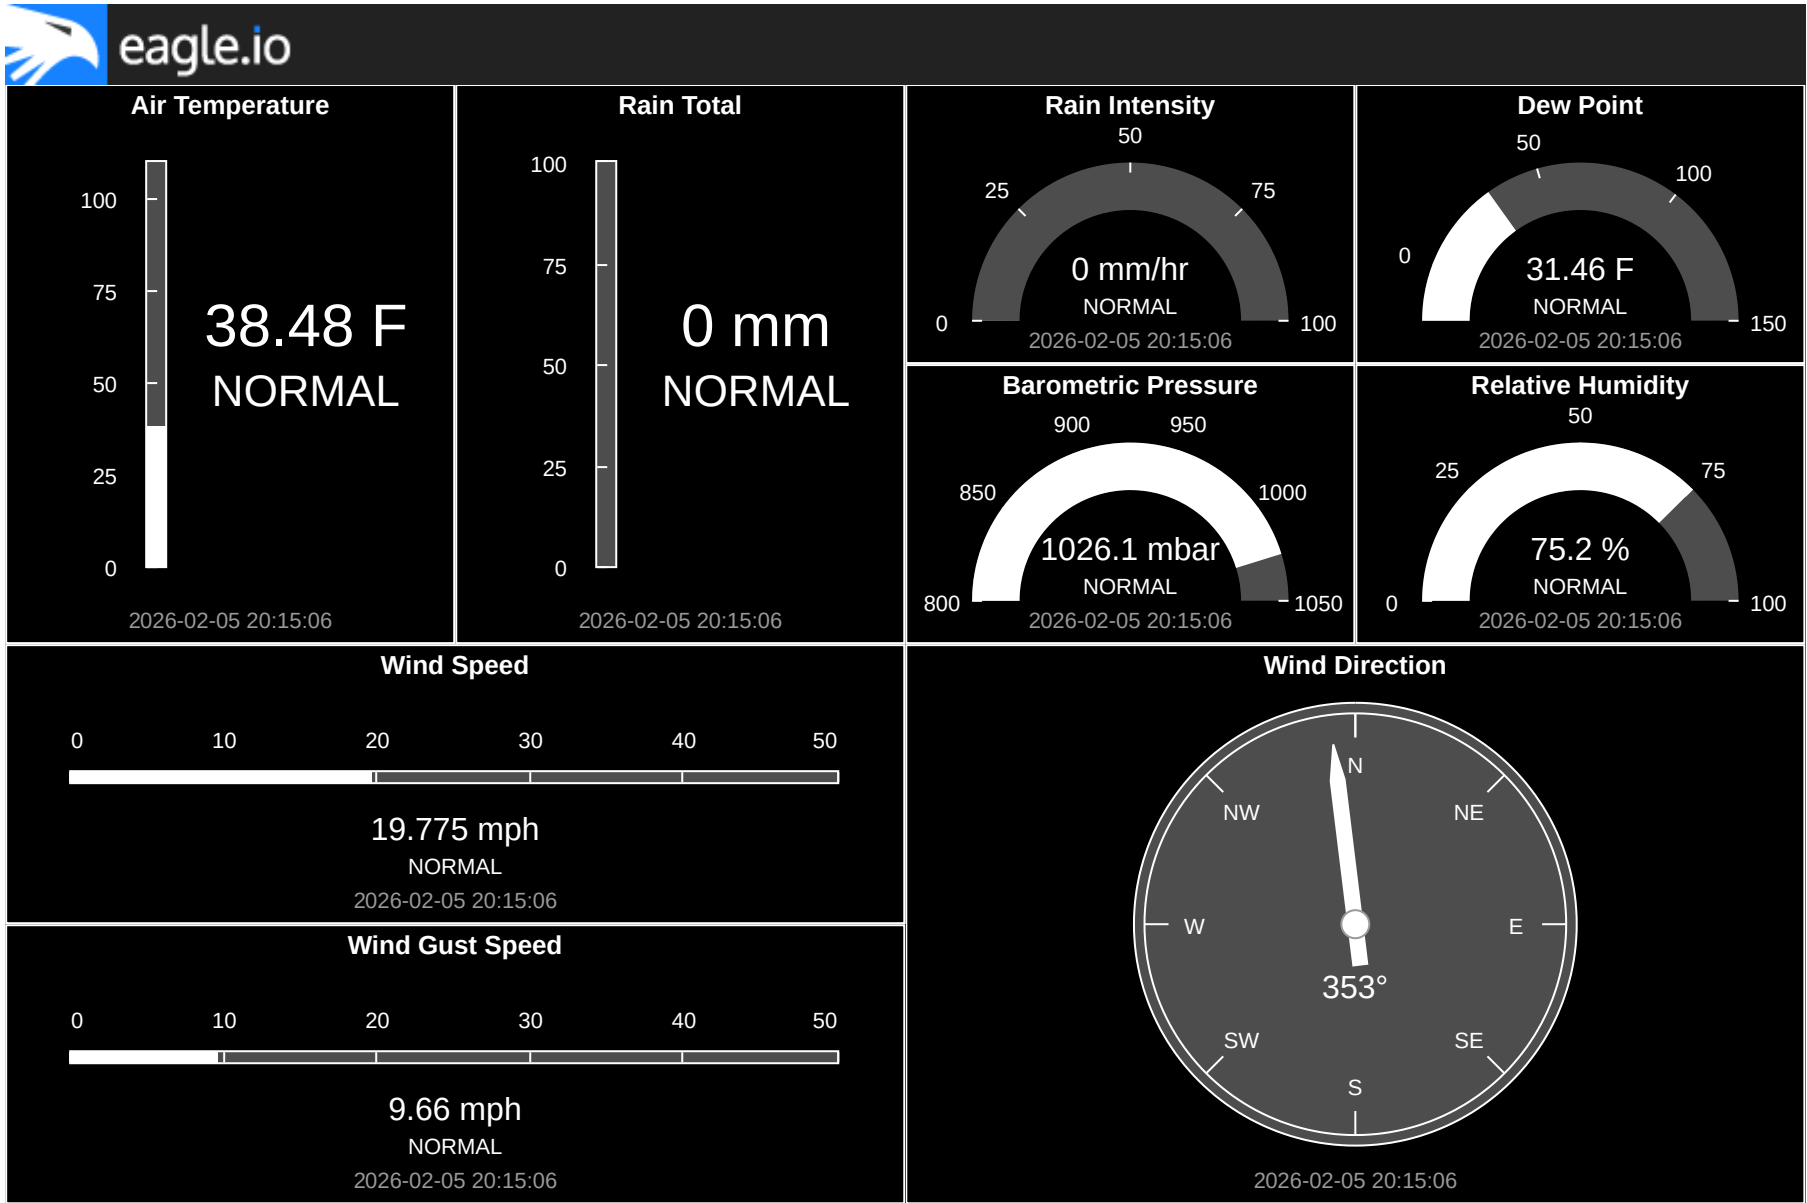 eagle.io
Air Temperature
100
75
50
25
0
38.48 F
NORMAL
2026-02-05 20:15:06
Rain Total
100
75
50
25
0
0 mm
NORMAL
2026-02-05 20:15:06
Rain Intensity
0
25
50
75
100
0 mm/hr
NORMAL
2026-02-05 20:15:06
Dew Point
0
50
100
150
31.46 F
NORMAL
2026-02-05 20:15:06
Barometric Pressure
800
850
900
950
1000
1050
1026.1 mbar
NORMAL
2026-02-05 20:15:06
Relative Humidity
0
25
50
75
100
75.2 %
NORMAL
2026-02-05 20:15:06
Wind Speed
0 10 20 30 40 50
19.775 mph
NORMAL
2026-02-05 20:15:06
Wind Gust Speed
0 10 20 30 40 50
9.66 mph
NORMAL
2026-02-05 20:15:06
Wind Direction
N
NW NE
W E
353°
SW SE
S
2026-02-05 20:15:06